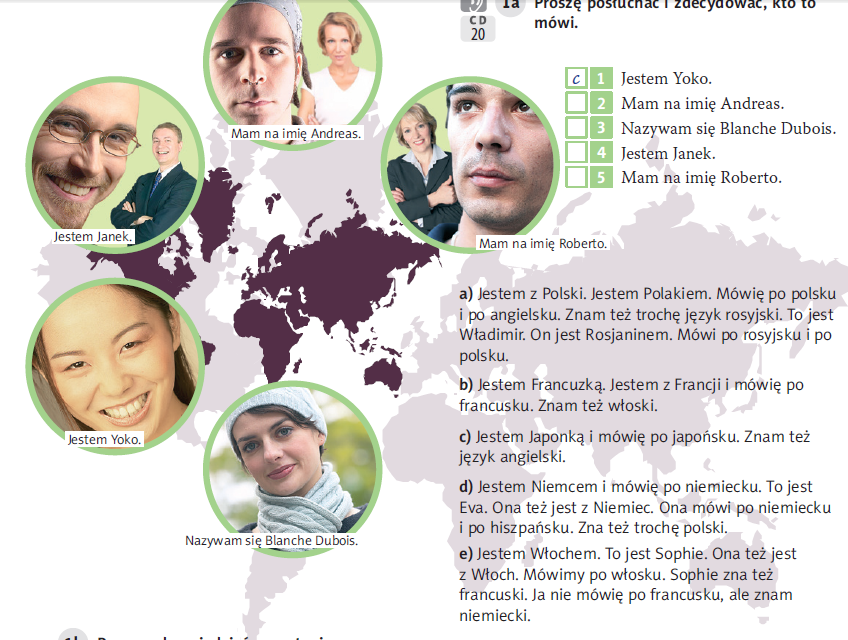 1a Proszę posłuchać i zdecydować, kto to
mówi.
CD
20
c 1 Jestem Yoko.
2 Mam na imię Andreas.
3 Nazywam się Blanche Dubois.
4 Jestem Janek.
5 Mam na imię Roberto.
Mam na imię Andreas.
Jestem Janek.
Mam na imię Roberto.
Jestem Yoko.
Nazywam się Blanche Dubois.
a) Jestem z Polski. Jestem Polakiem. Mówię po polsku
i po angielsku. Znam też trochę język rosyjski. To jest
Władimir. On jest Rosjaninem. Mówi po rosyjsku i po
polsku.
b) Jestem Francuzką. Jestem z Francji i mówię po
francusku. Znam też włoski.
c) Jestem Japonką i mówię po japońsku. Znam też
język angielski.
d) Jestem Niemcem i mówię po niemiecku. To jest
Eva. Ona też jest z Niemiec. Ona mówi po niemiecku
i po hiszpańsku. Zna też trochę polski.
e) Jestem Włochem. To jest Sophie. Ona też jest
z Włoch. Mówimy po włosku. Sophie zna też
francuski. Ja nie mówię po francusku, ale znam
niemiecki.